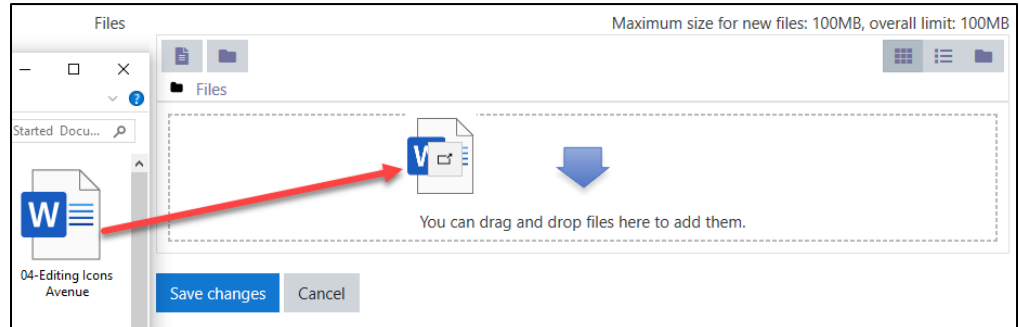 Files
Maximum size for new files: 100MB, overall limit: 100MB
Files
Started Docu...
W
W
You can drag and drop files here to add them.
04-Editing Icons
Avenue
Save changes
Cancel